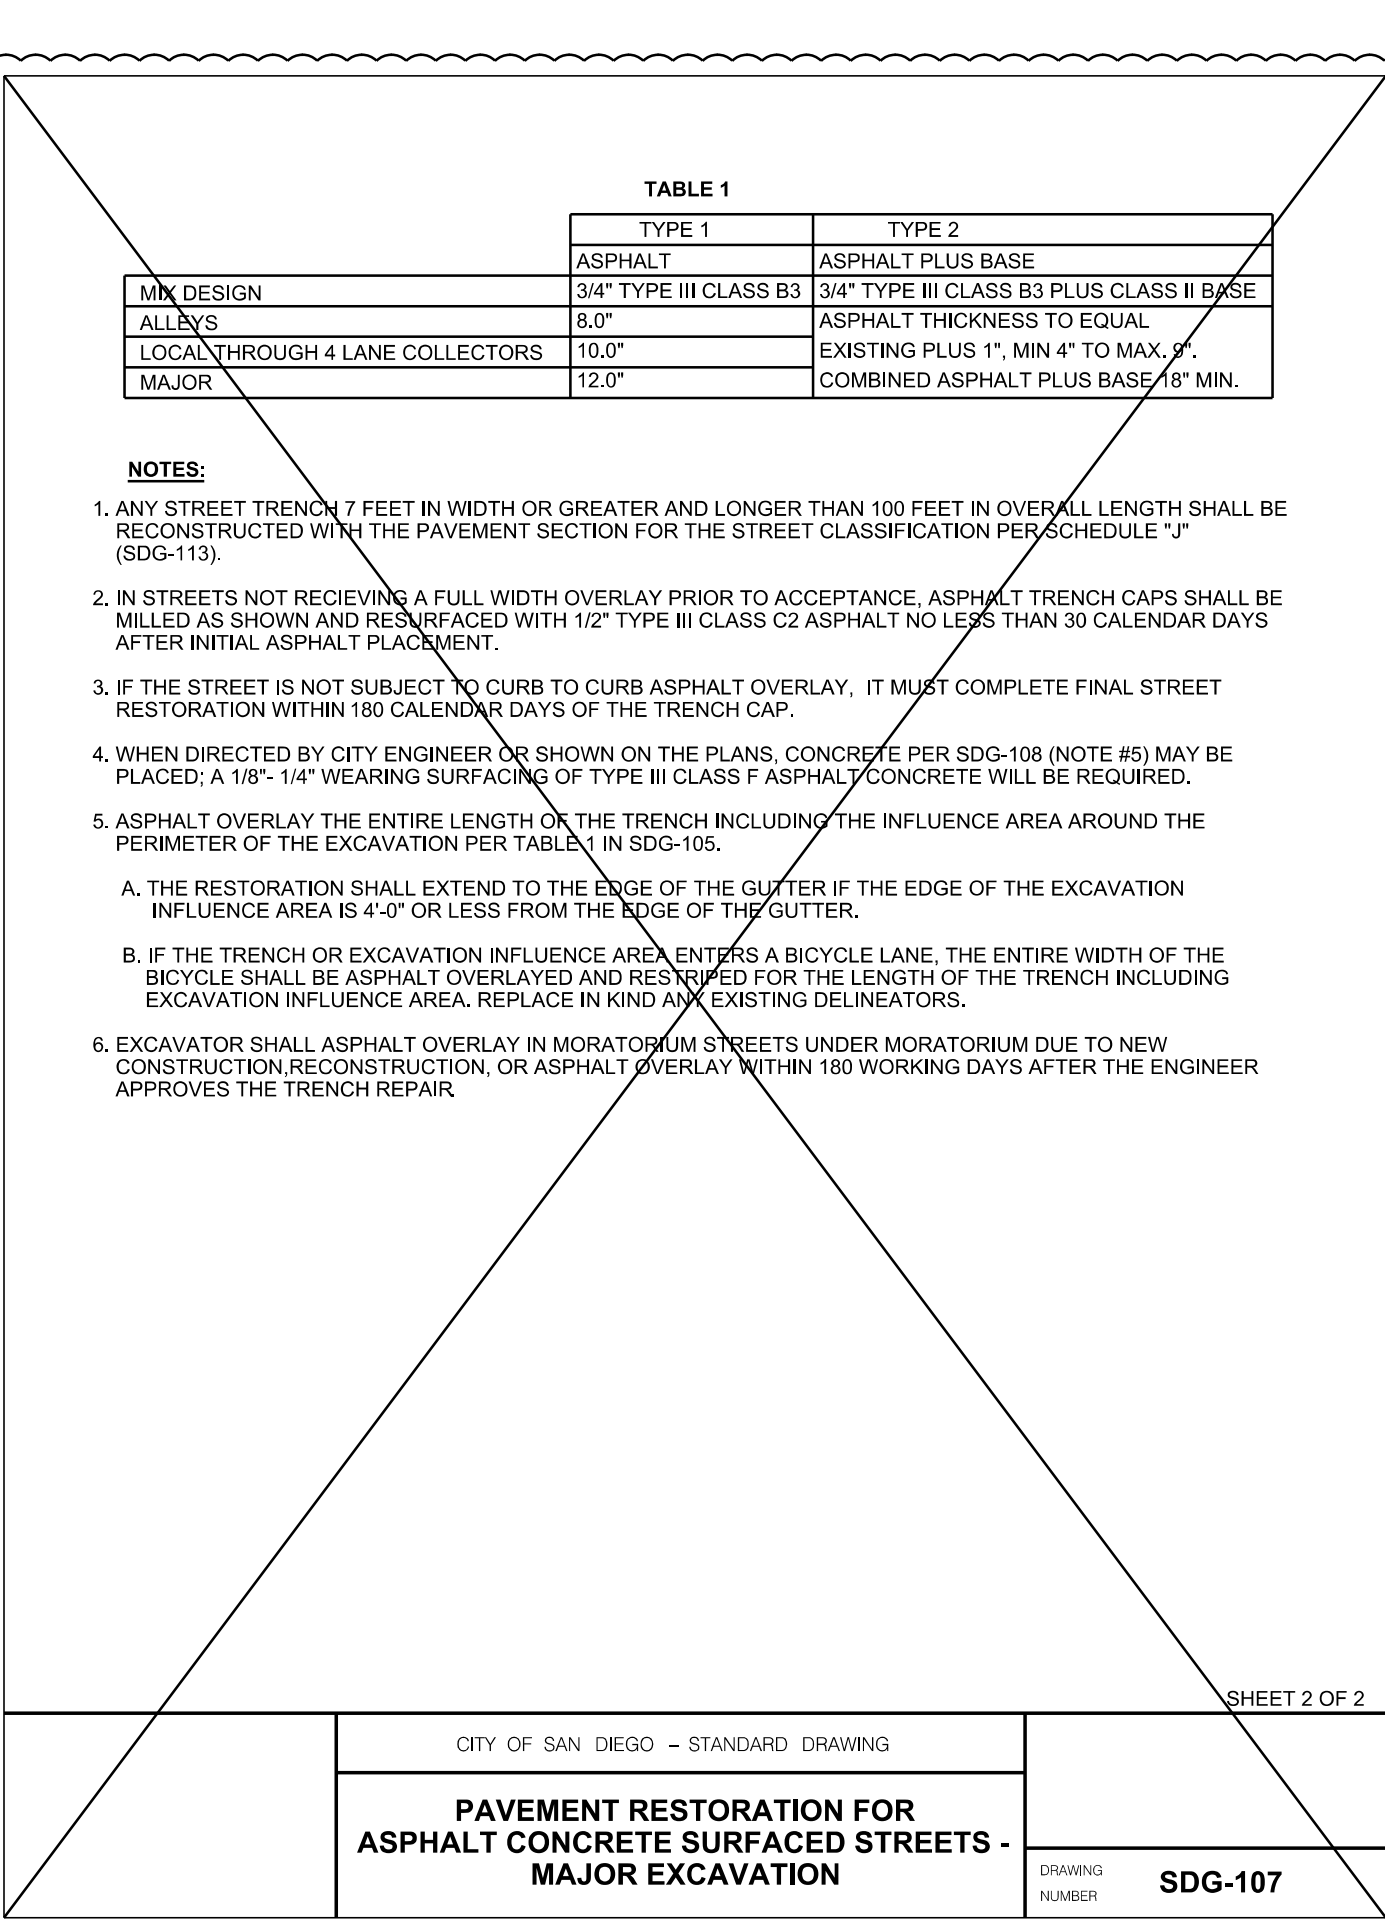 TABLE 1
TYPE 1 TYPE 2
ASPHALT ASPHALT PLUS BASE
MIX DESIGN 3/4" TYPE III CLASS B3 3/4" TYPE III CLASS B3 PLUS CLASS II BASE
ALLEYS 8.0" ASPHALT THICKNESS TO EQUAL
LOCAL THROUGH 4 LANE COLLECTORS 10.0" EXISTING PLUS 1", MIN 4" TO MAX. 9".
MAJOR 12.0" COMBINED ASPHALT PLUS BASE 18" MIN.
NOTES:
1. ANY STREET TRENCH 7 FEET IN WIDTH OR GREATER AND LONGER THAN 100 FEET IN OVERALL LENGTH SHALL BE
RECONSTRUCTED WITH THE PAVEMENT SECTION FOR THE STREET CLASSIFICATION PER SCHEDULE "J"
(SDG-113).
2. IN STREETS NOT RECIEVING A FULL WIDTH OVERLAY PRIOR TO ACCEPTANCE, ASPHALT TRENCH CAPS SHALL BE
MILLED AS SHOWN AND RESURFACED WITH 1/2" TYPE III CLASS C2 ASPHALT NO LESS THAN 30 CALENDAR DAYS
AFTER INITIAL ASPHALT PLACEMENT.
3. IF THE STREET IS NOT SUBJECT TO CURB TO CURB ASPHALT OVERLAY, IT MUST COMPLETE FINAL STREET
RESTORATION WITHIN 180 CALENDAR DAYS OF THE TRENCH CAP.
4. WHEN DIRECTED BY CITY ENGINEER OR SHOWN ON THE PLANS, CONCRETE PER SDG-108 (NOTE #5) MAY BE
PLACED; A 1/8"- 1/4" WEARING SURFACING OF TYPE III CLASS F ASPHALT CONCRETE WILL BE REQUIRED.
5. ASPHALT OVERLAY THE ENTIRE LENGTH OF THE TRENCH INCLUDING THE INFLUENCE AREA AROUND THE
PERIMETER OF THE EXCAVATION PER TABLE 1 IN SDG-105.
A. THE RESTORATION SHALL EXTEND TO THE EDGE OF THE GUTTER IF THE EDGE OF THE EXCAVATION
INFLUENCE AREA IS 4'-0" OR LESS FROM THE EDGE OF THE GUTTER.
B. IF THE TRENCH OR EXCAVATION INFLUENCE AREA ENTERS A BICYCLE LANE, THE ENTIRE WIDTH OF THE
BICYCLE SHALL BE ASPHALT OVERLAYED AND RESTRIPED FOR THE LENGTH OF THE TRENCH INCLUDING
EXCAVATION INFLUENCE AREA. REPLACE IN KIND ANY EXISTING DELINEATORS.
6. EXCAVATOR SHALL ASPHALT OVERLAY IN MORATORIUM STREETS UNDER MORATORIUM DUE TO NEW
CONSTRUCTION,RECONSTRUCTION, OR ASPHALT OVERLAY WITHIN 180 WORKING DAYS AFTER THE ENGINEER
APPROVES THE TRENCH REPAIR.
SHEET 2 OF 2
CITY OF SAN DIEGO – STANDARD DRAWING
PAVEMENT RESTORATION FOR
ASPHALT CONCRETE SURFACED STREETS -
MAJOR EXCAVATION
DRAWING
NUMBER
SDG-107